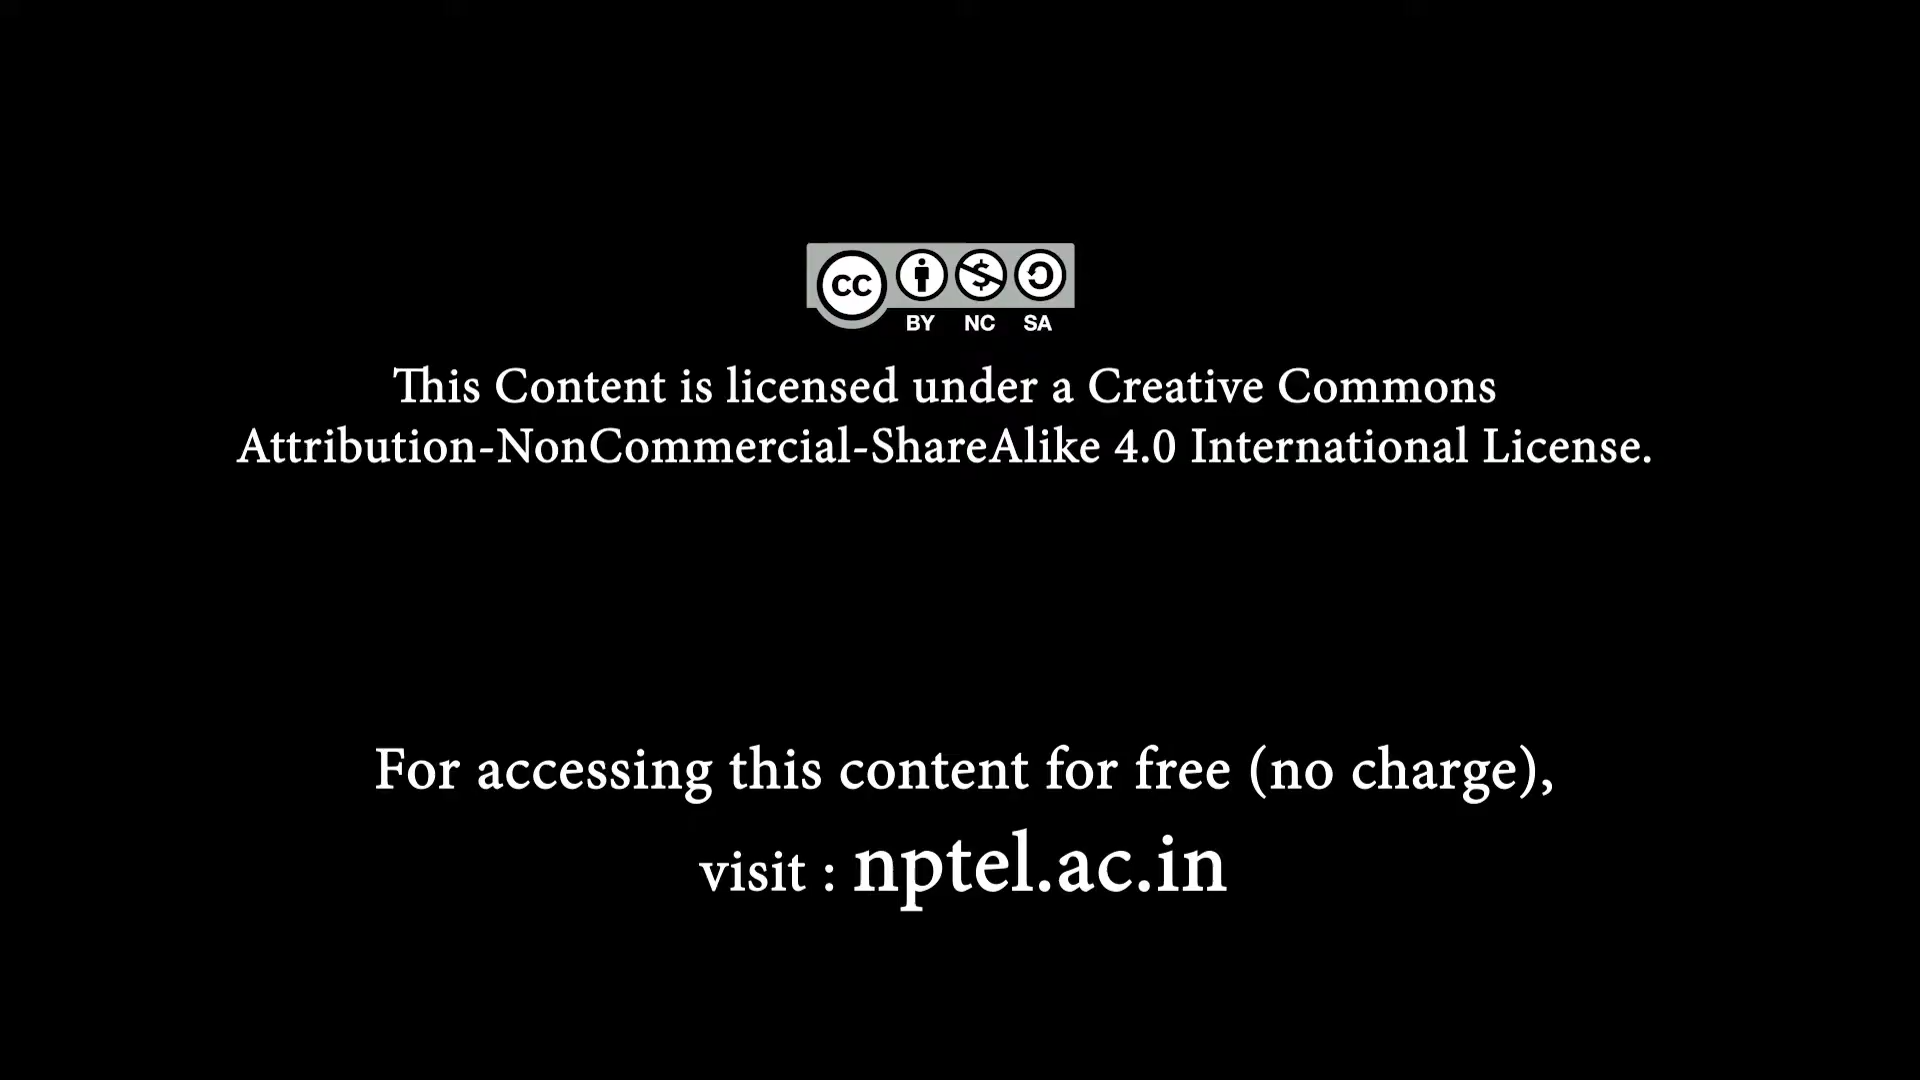 CC BY NC SA
This Content is licensed under a Creative Commons
Attribution-NonCommercial-ShareAlike 4.0 International License.
For accessing this content for free (no charge),
visit : nptel.ac.in